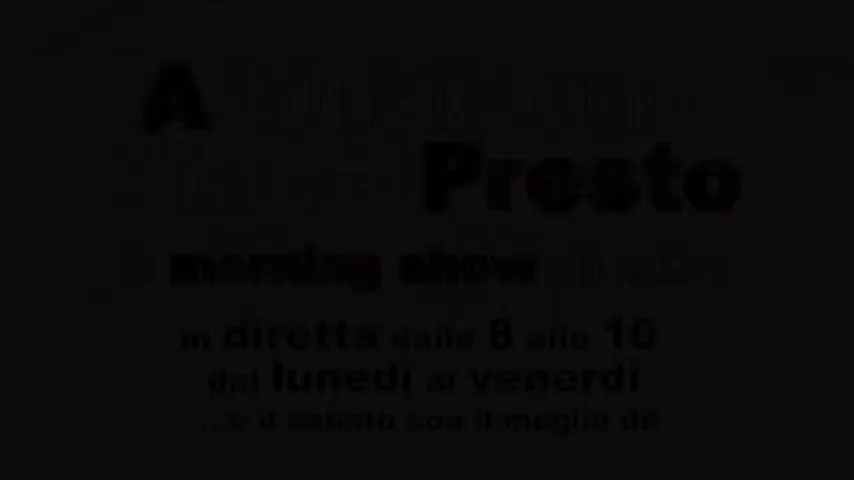 A
Presto
morning show
in diretta dalle 8 alle 10
dal lunedì al venerdì
...e il sabato con il meglio di